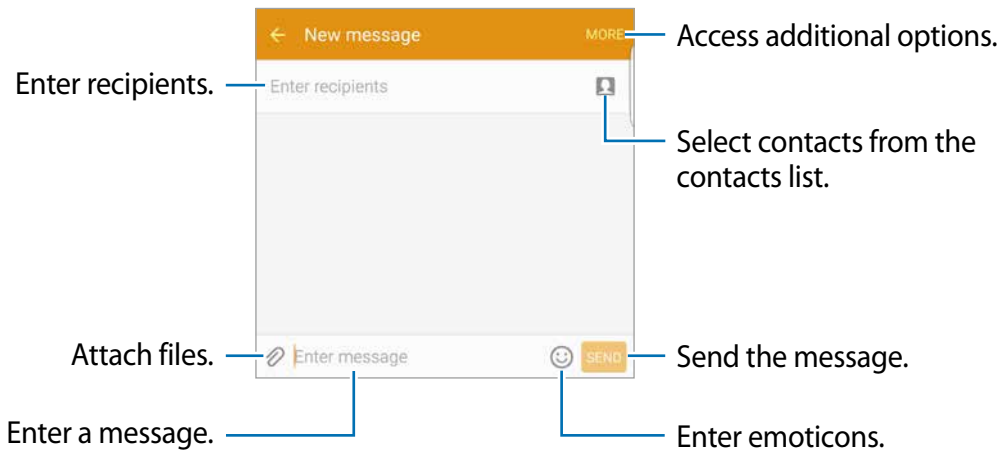 New message
MORE
Access additional options.
Enter recipients.
Enter recipients
Select contacts from the
contacts list.
Attach files.
Enter message
SEND
Send the message.
Enter a message.
Enter emoticons.